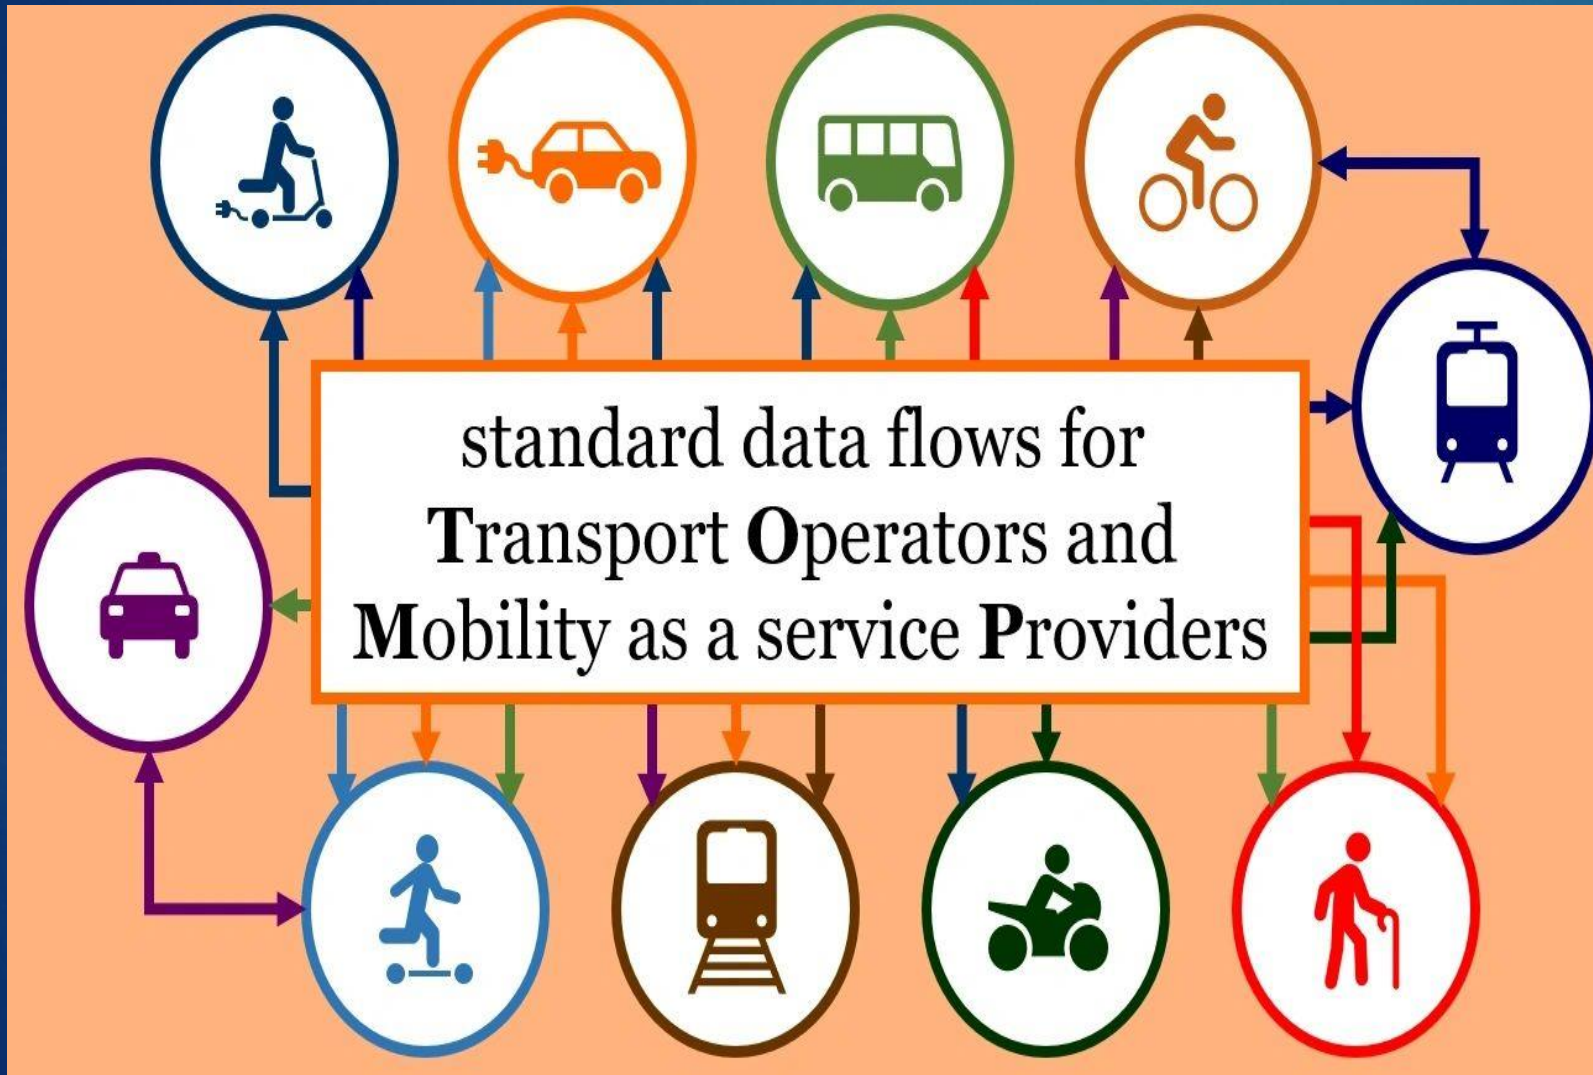 standard data flows for
Transport Operators and
Mobility as a service Providers